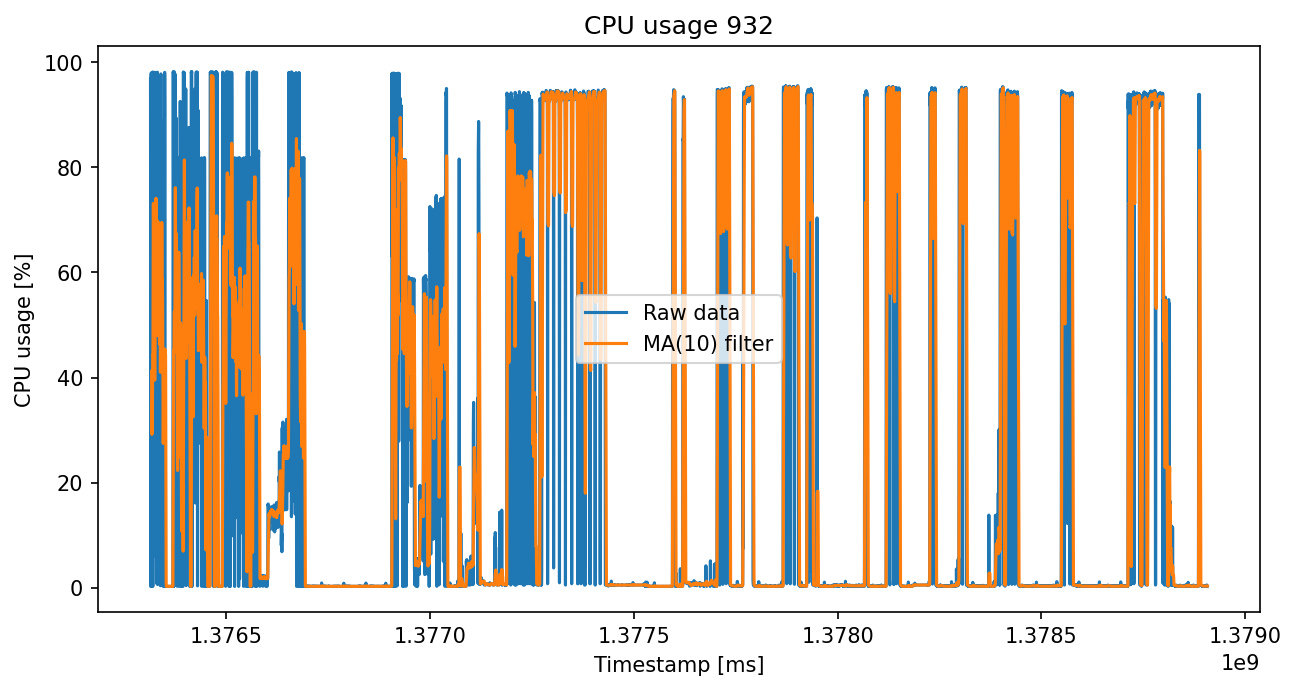 CPU usage 932
100
80
60
40
20
0
CPU usage [%]
Raw data
MA(10) filter
1.3765 1.3770 1.3775 1.3780 1.3785 1.3790
1e9
Timestamp [ms]